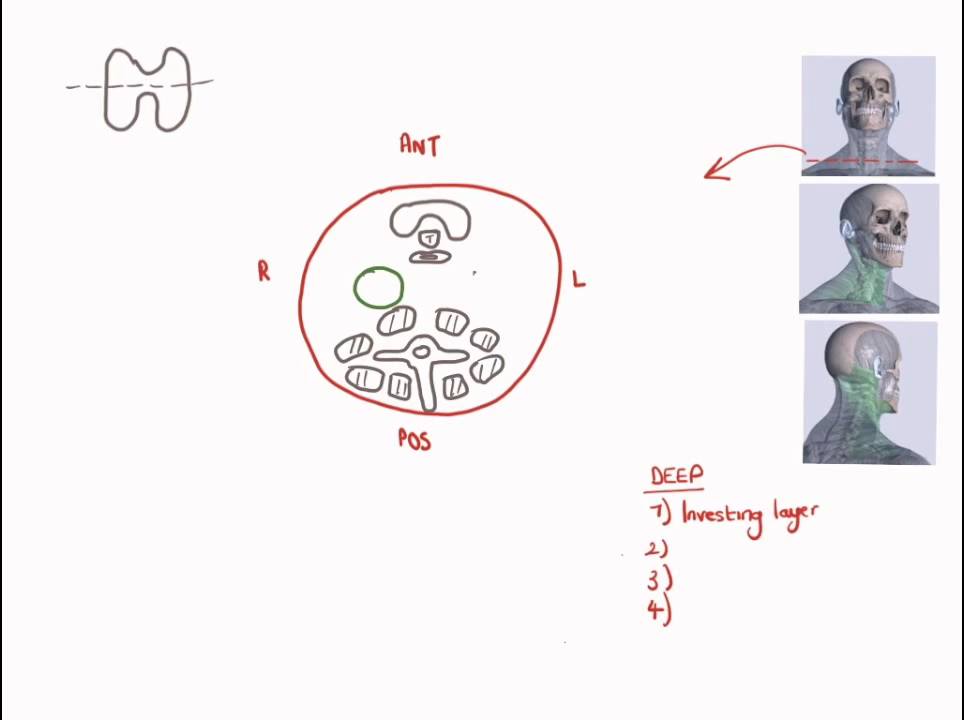 ANT
R
L
T
POS
DEEP
1) Investing layer
2)
3)
4)